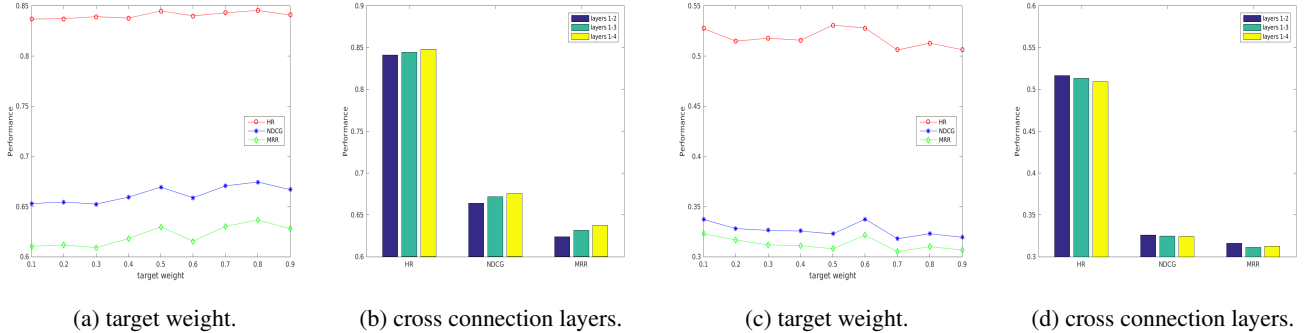 0.85
0.8
0.75
0.7
0.65
0.6
Performance
0.1 0.2 0.3 0.4 0.5 0.6 0.7 0.8 0.9
target weight
HR
NDCG
MRR
(a) target weight.
0.9
0.85
0.8
0.75
0.7
0.65
0.6
Performance
HR NDCG MRR
layers 1-2
layers 1-3
layers 1-4
(b) cross connection layers.
0.55
0.5
0.45
0.4
0.35
0.3
Performance
0.1 0.2 0.3 0.4 0.5 0.6 0.7 0.8 0.9
target weight
HR
NDCG
MRR
(c) target weight.
0.6
0.5
0.4
0.3
Performance
HR NDCG MRR
layers 1-2
layers 1-3
layers 1-4
(d) cross connection layers.